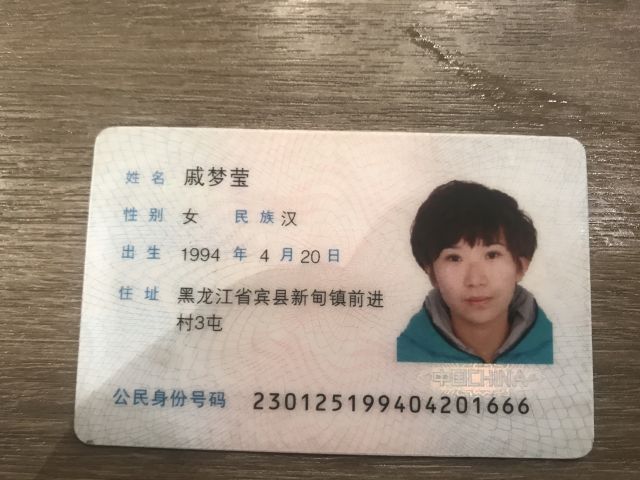 姓名 戚梦莹
性别 女 民族 汉
出生 1994 年 4 月 20 日
住址 黑龙江省宾县新甸镇前进
村3屯
中国CHINA
公民身份号码 230125199404201666